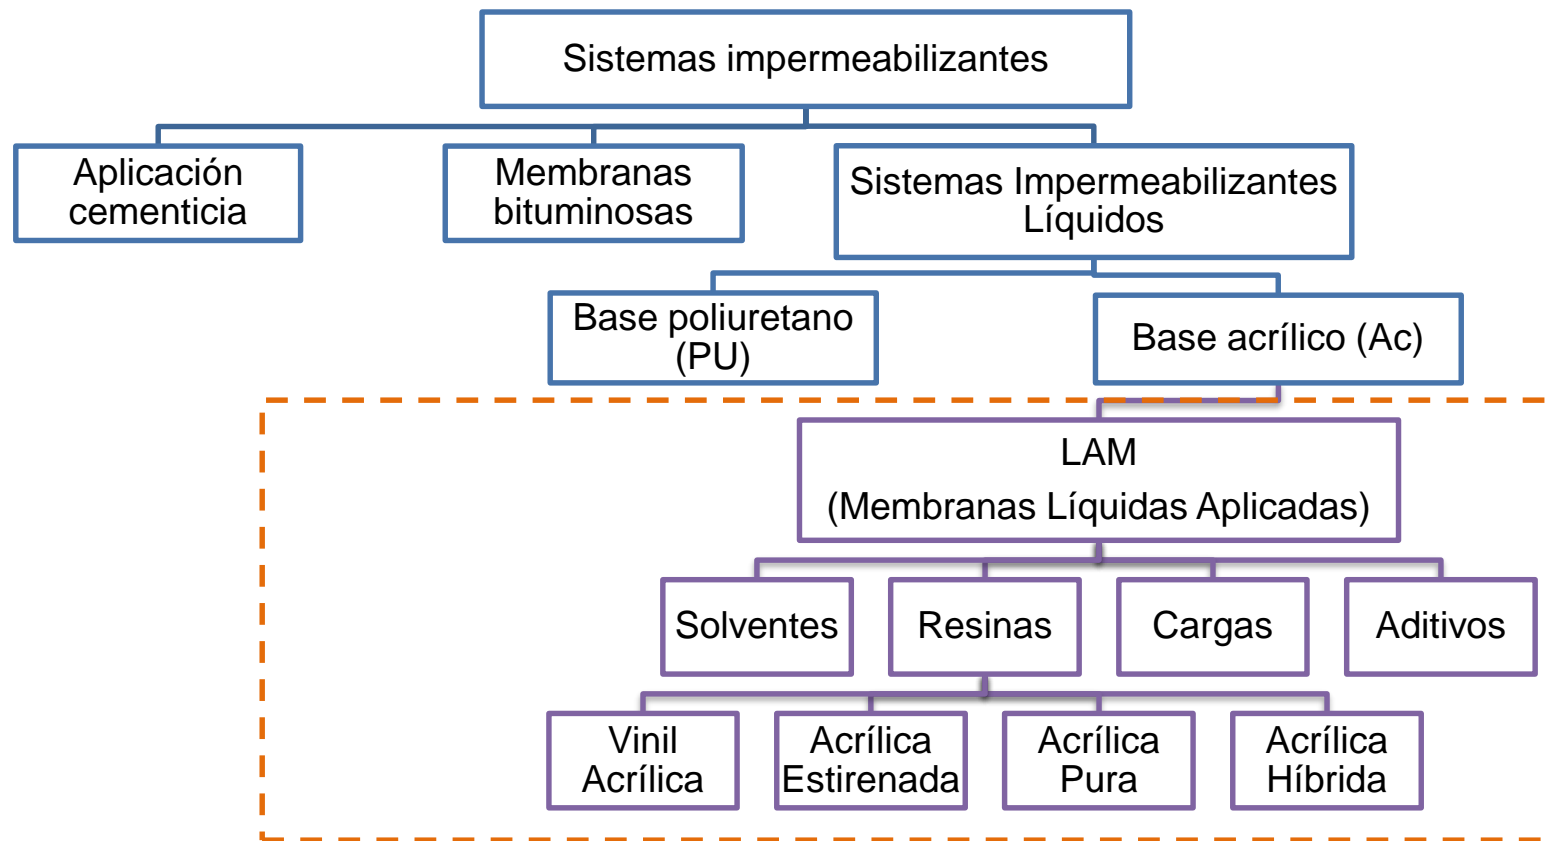 Sistemas impermeabilizantes
Aplicación
cementicia
Membranas
bituminosas
Sistemas Impermeabilizantes
Líquidos
Base poliuretano
(PU)
Base acrílico (Ac)
LAM
(Membranas Líquidas Aplicadas)
Solventes
Resinas
Cargas
Aditivos
Vinil
Acrílica
Acrílica
Estirenada
Acrílica
Pura
Acrílica
Híbrida